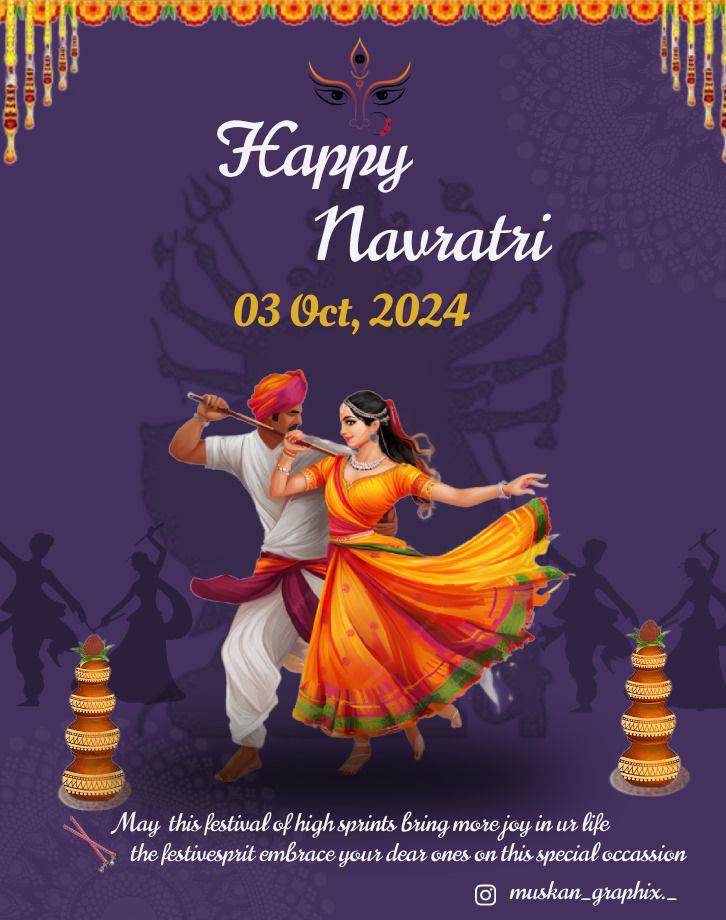 Happy
Navratri
03 Oct, 2024
May this festival of high sprints bring more joy in ur life
the festivesprit embrace your dear ones on this special occassion
muskan_graphix._